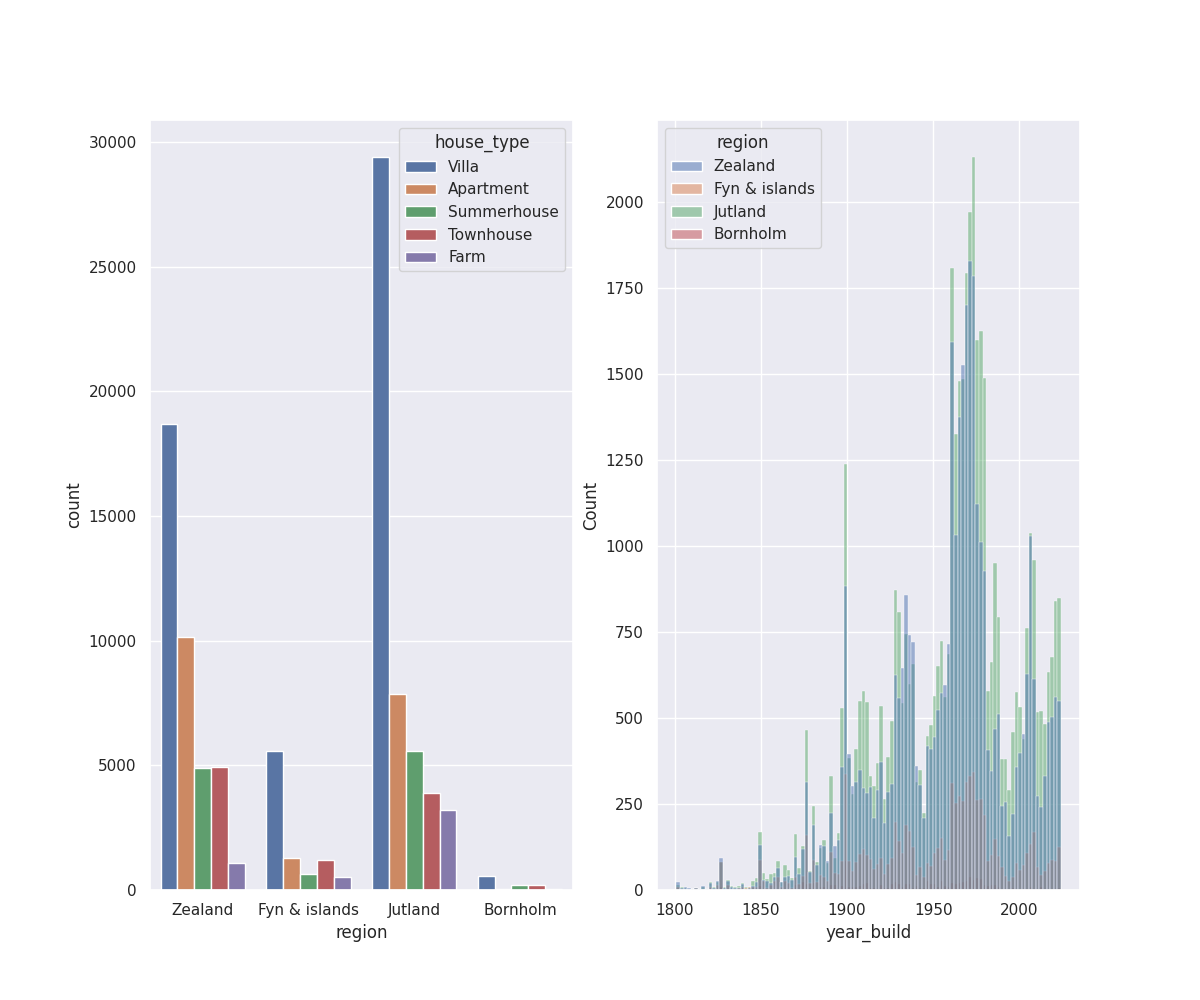 house_type
Villa
Apartment
Summerhouse
Townhouse
Farm
30000
25000
20000
15000
10000
5000
0
count
Zealand Fyn & islands Jutland Bornholm
region
region
Zealand
Fyn & islands
Jutland
Bornholm
2000
1750
1500
1250
1000
750
500
250
0
Count
1800 1850 1900 1950 2000
year_build